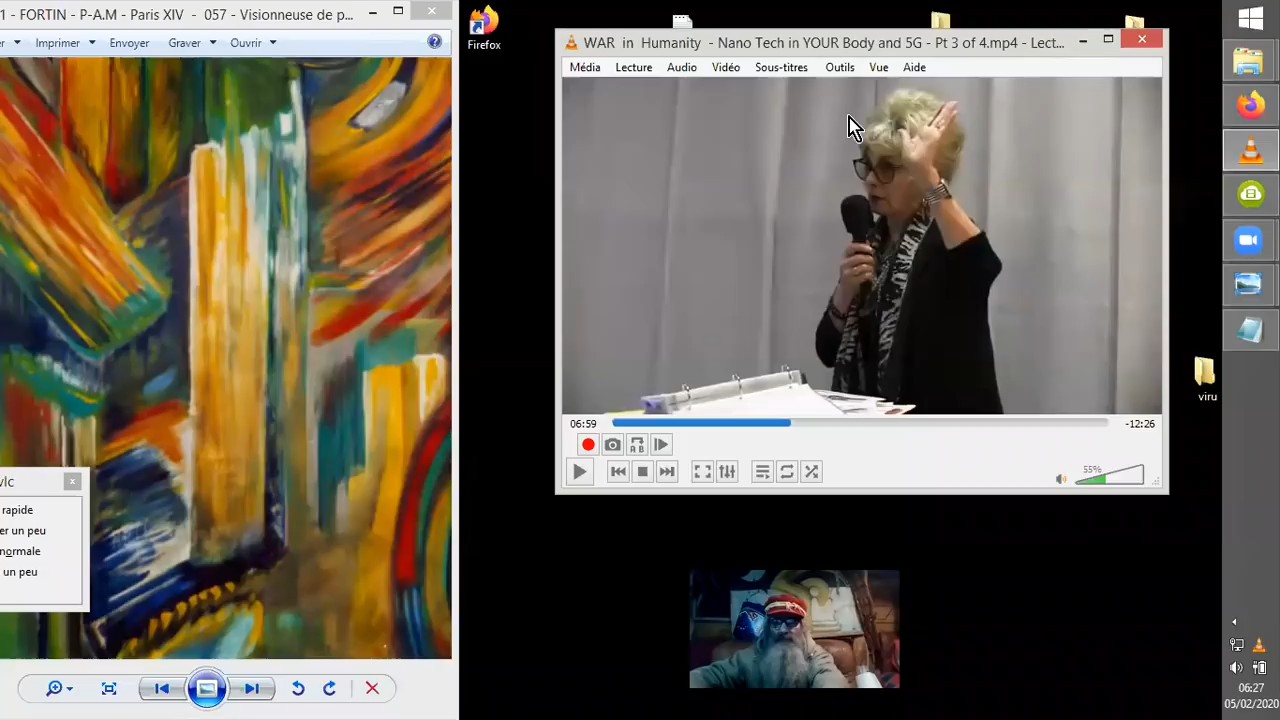 1 - FORTIN - P-A.M - Paris XIV - 057 - Visionneuse de p...
Imprimer Envoyer Graver Ouvrir
rapide
er un peu
normale
un peu
Firefox
WAR in Humanity - Nano Tech in YOUR Body and 5G - Pt 3 of 4.mp4 - Lect...
Média Lecture Audio Vidéo Sous-titres Outils Vue Aide
06:59 -12:26
A B
55%
viru
06:27
05/02/2020